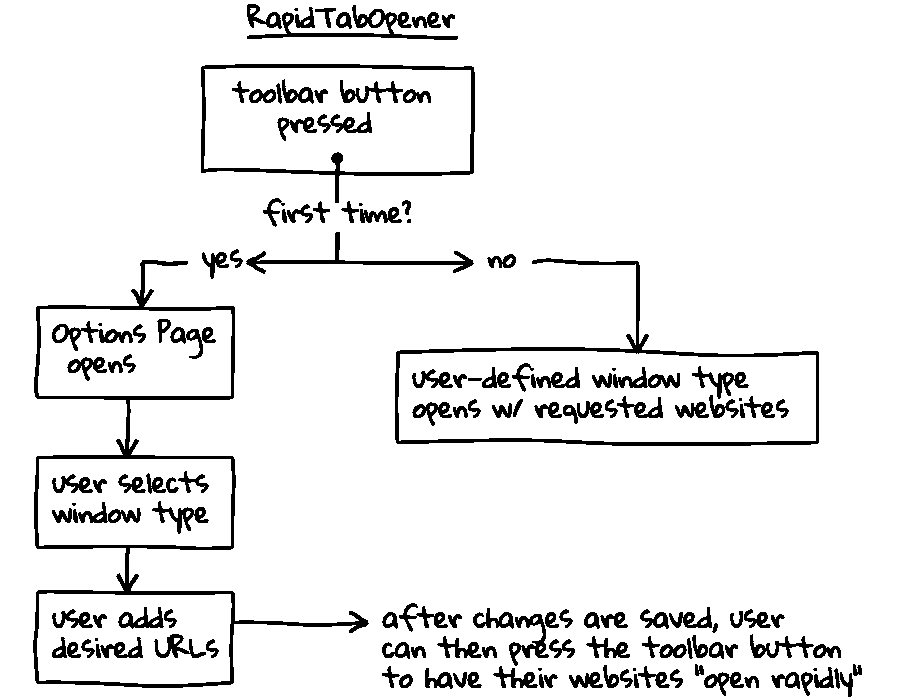 RapidTabOpener
toolbar button
pressed
first time?
yes
no
Options Page
opens
user-defined window type
opens w/ requested websites
user selects
window type
user adds
desired URLs
after changes are saved, user
can then press the toolbar button
to have their websites "open rapidly"